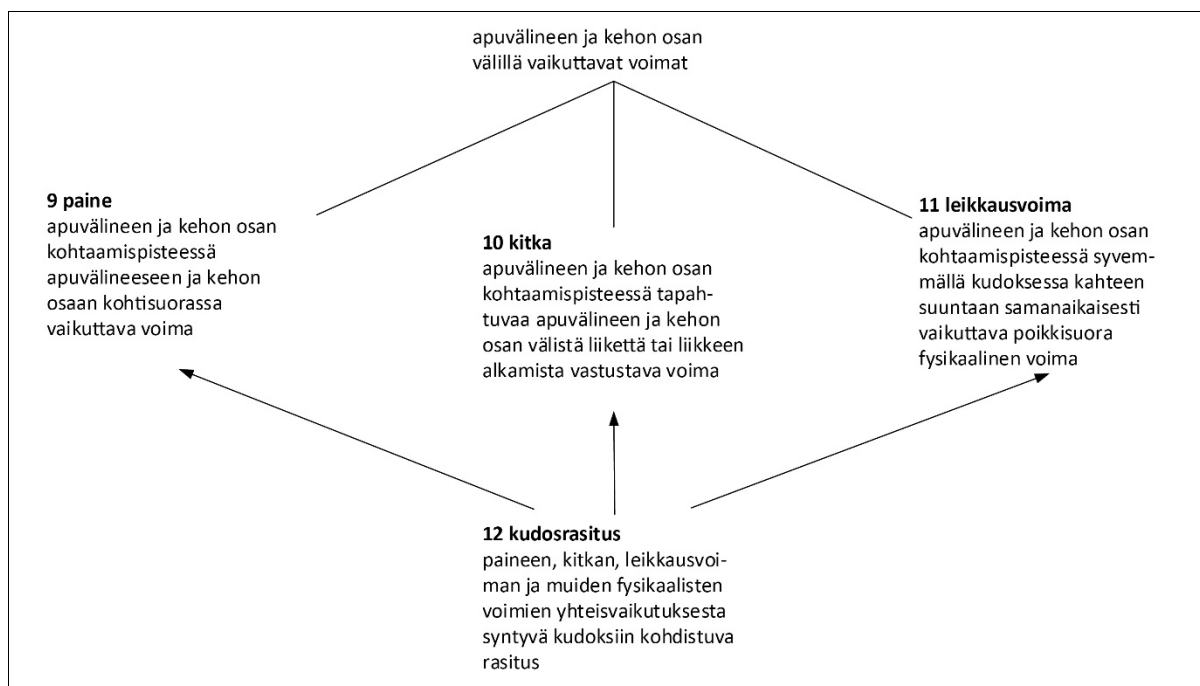 apuvälineen ja kehon osan
välillä vaikuttavat voimat
9 paine
apuvälineen ja kehon osan
kohtaamispisteessä
apuvälineeseen ja kehon
osaan kohtisuorassa
vaikuttava voima
10 kitka
apuvälineen ja kehon osan
kohtaamispisteessä tapah-
tuvaa apuvälineen ja kehon
osan välistä liikettä tai liikkeen
alkamista vastustava voima
11 leikkausvoima
apuvälineen ja kehon osan
kohtaamispisteessä syvem-
mällä kudoksessa kahteen
suuntaan samanaikaisesti
vaikuttava poikkisuora
fysikaalinen voima
12 kudosrasitus
paineen, kitkan, leikkausvoi-
man ja muiden fysikaalisten
voimien yhteisvaikutuksesta
syntyvä kudoksiin kohdistuva
rasitus